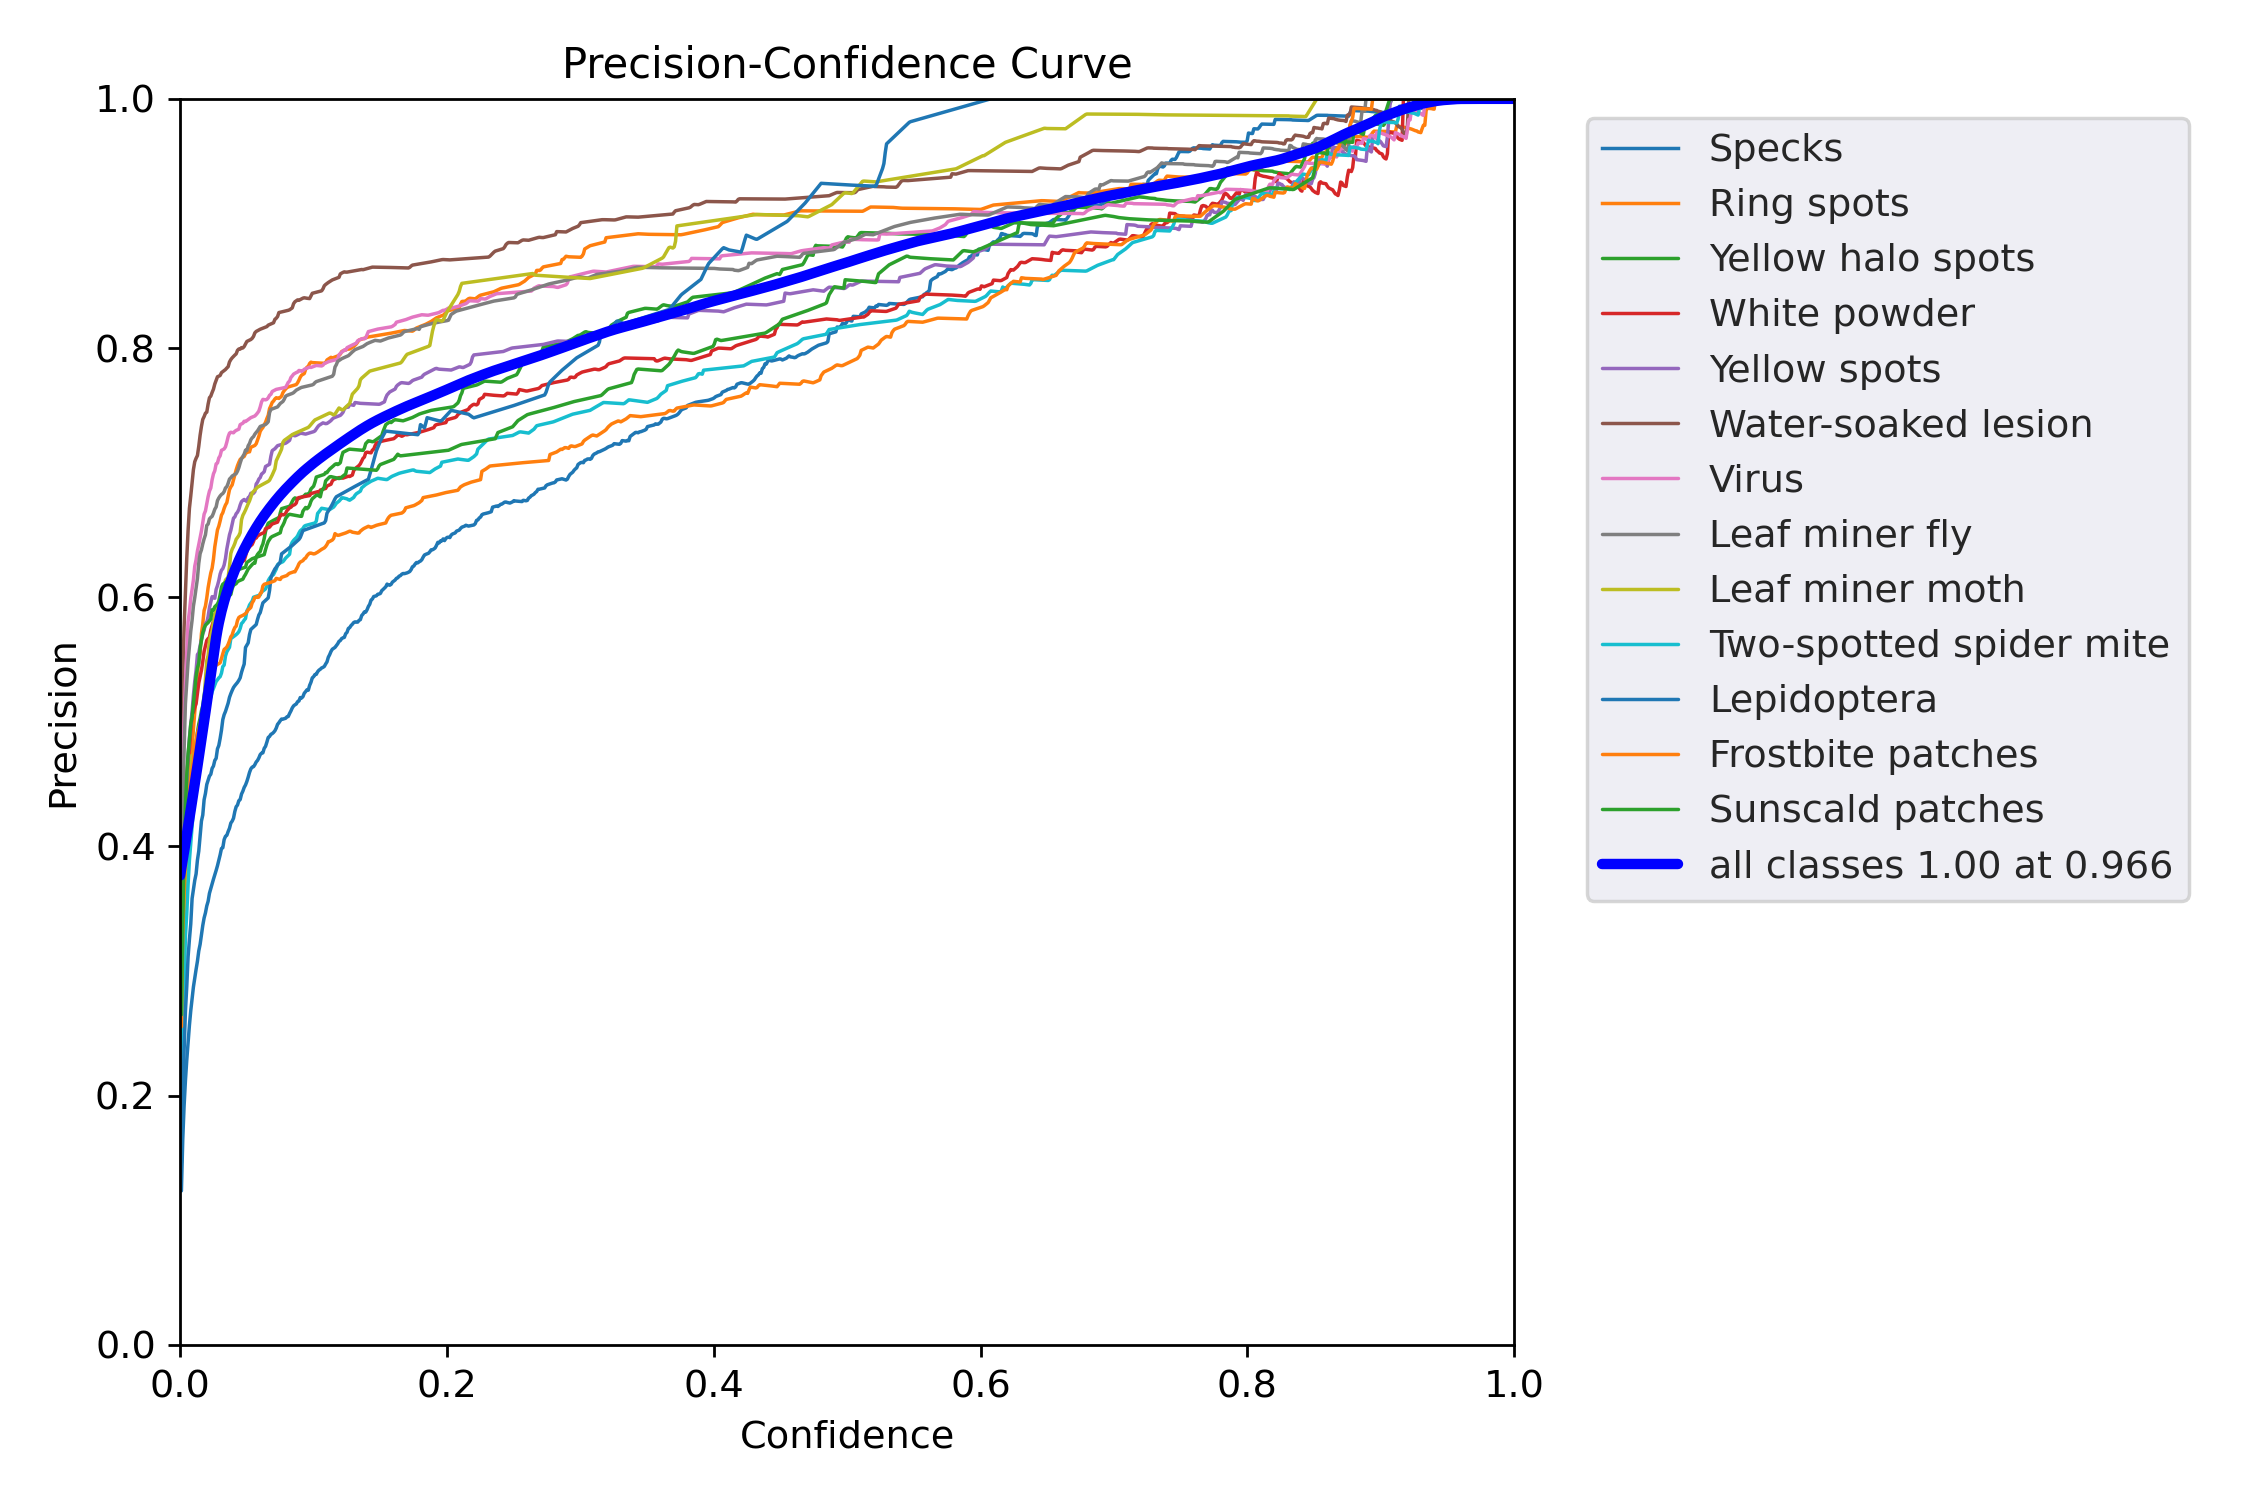 Precision-Confidence Curve
1.0
0.8
0.6
0.4
0.2
0.0
Precision
0.0 0.2 0.4 0.6 0.8 1.0
Confidence
Specks
Ring spots
Yellow halo spots
White powder
Yellow spots
Water-soaked lesion
Virus
Leaf miner fly
Leaf miner moth
Two-spotted spider mite
Lepidoptera
Frostbite patches
Sunscald patches
all classes 1.00 at 0.966